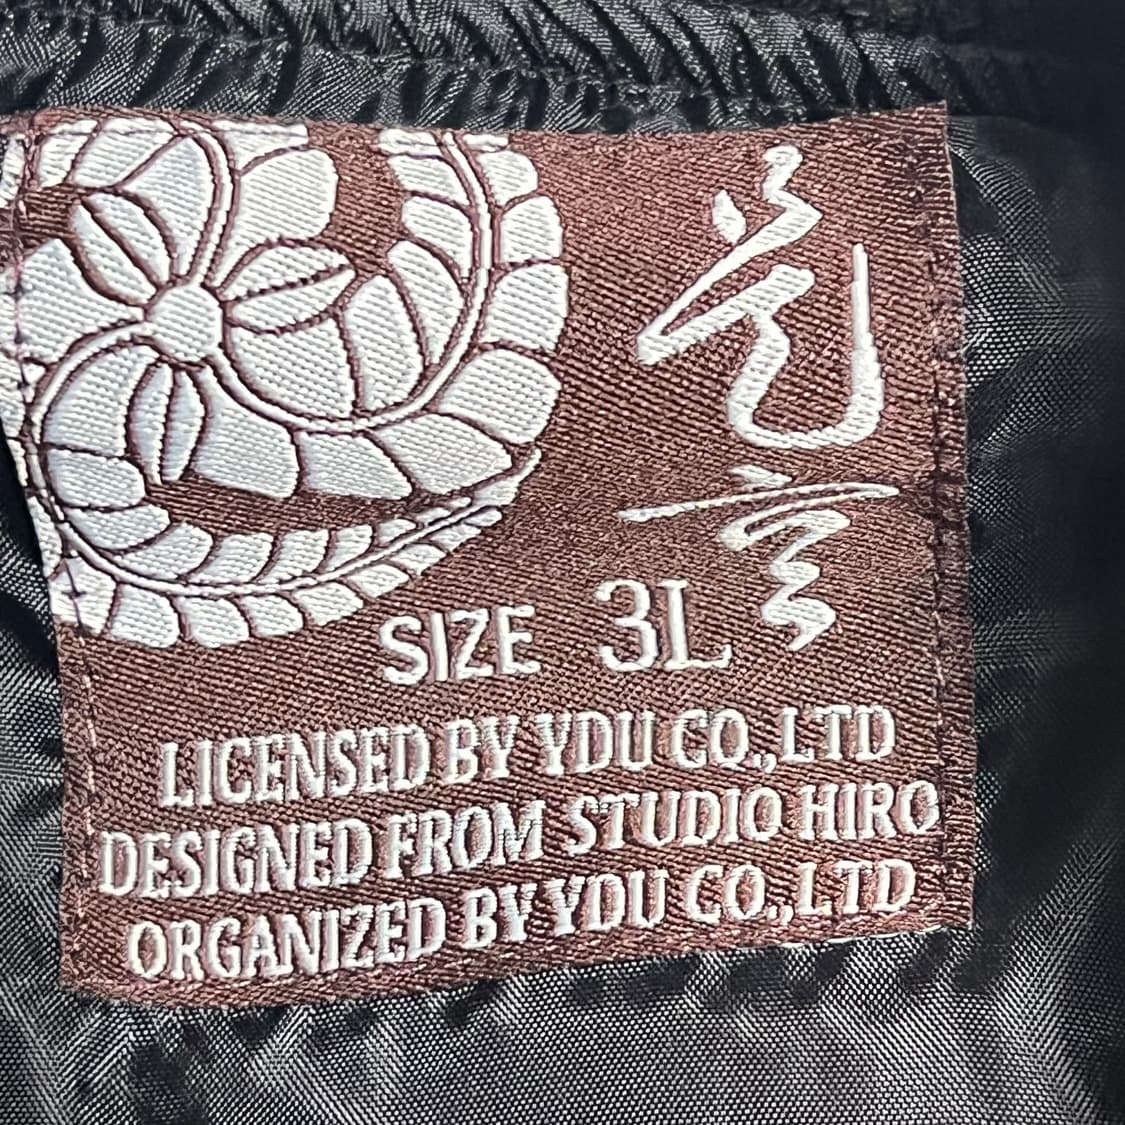 SIZE 3L
LICENSED BY YDU CO.,LTD
DESIGNED FROM STUDIO HIRO
ORGANIZED BY YDU CO.,LTD